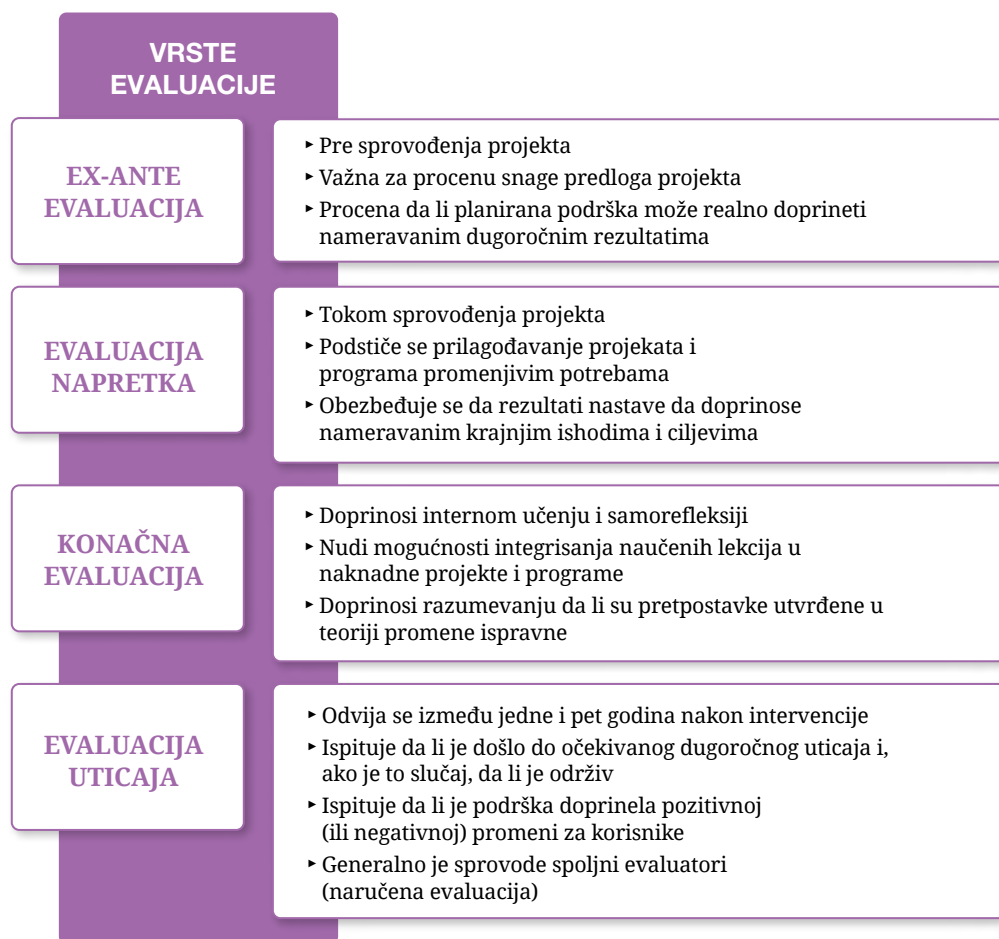 VRSTE
EVALUACIJE
EX-ANTE
EVALUACIJA
‣ Pre sprovođenja projekta
‣ Važna za procenu snage predloga projekta
‣ Procena da li planirana podrška može realno doprineti
nameravanim dugoročnim rezultatima
EVALUACIJA
NAPRETKA
‣ Tokom sprovođenja projekta
‣ Podstiče se prilagođavanje projekata i
programa promenjivim potrebama
‣ Obezbeđuje se da rezultati nastave da doprinose
nameravanim krajnjim ishodima i ciljevima
KONAČNA
EVALUACIJA
‣ Doprinosi internom učenju i samorefleksiji
‣ Nudi mogućnosti integrisanja naučenih lekcija u
naknadne projekte i programe
‣ Doprinosi razumevanju da li su pretpostavke utvrđene u
teoriji promene ispravne
EVALUACIJA
UTICAJA
‣ Odvija se između jedne i pet godina nakon intervencije
‣ Ispituje da li je došlo do očekivanog dugoročnog uticaja i,
ako je to slučaj, da li je održiv
‣ Ispituje da li je podrška doprinela pozitivnoj
(ili negativnoj) promeni za korisnike
‣ Generalno je sprovode spoljni evaluatori
(naručena evaluacija)